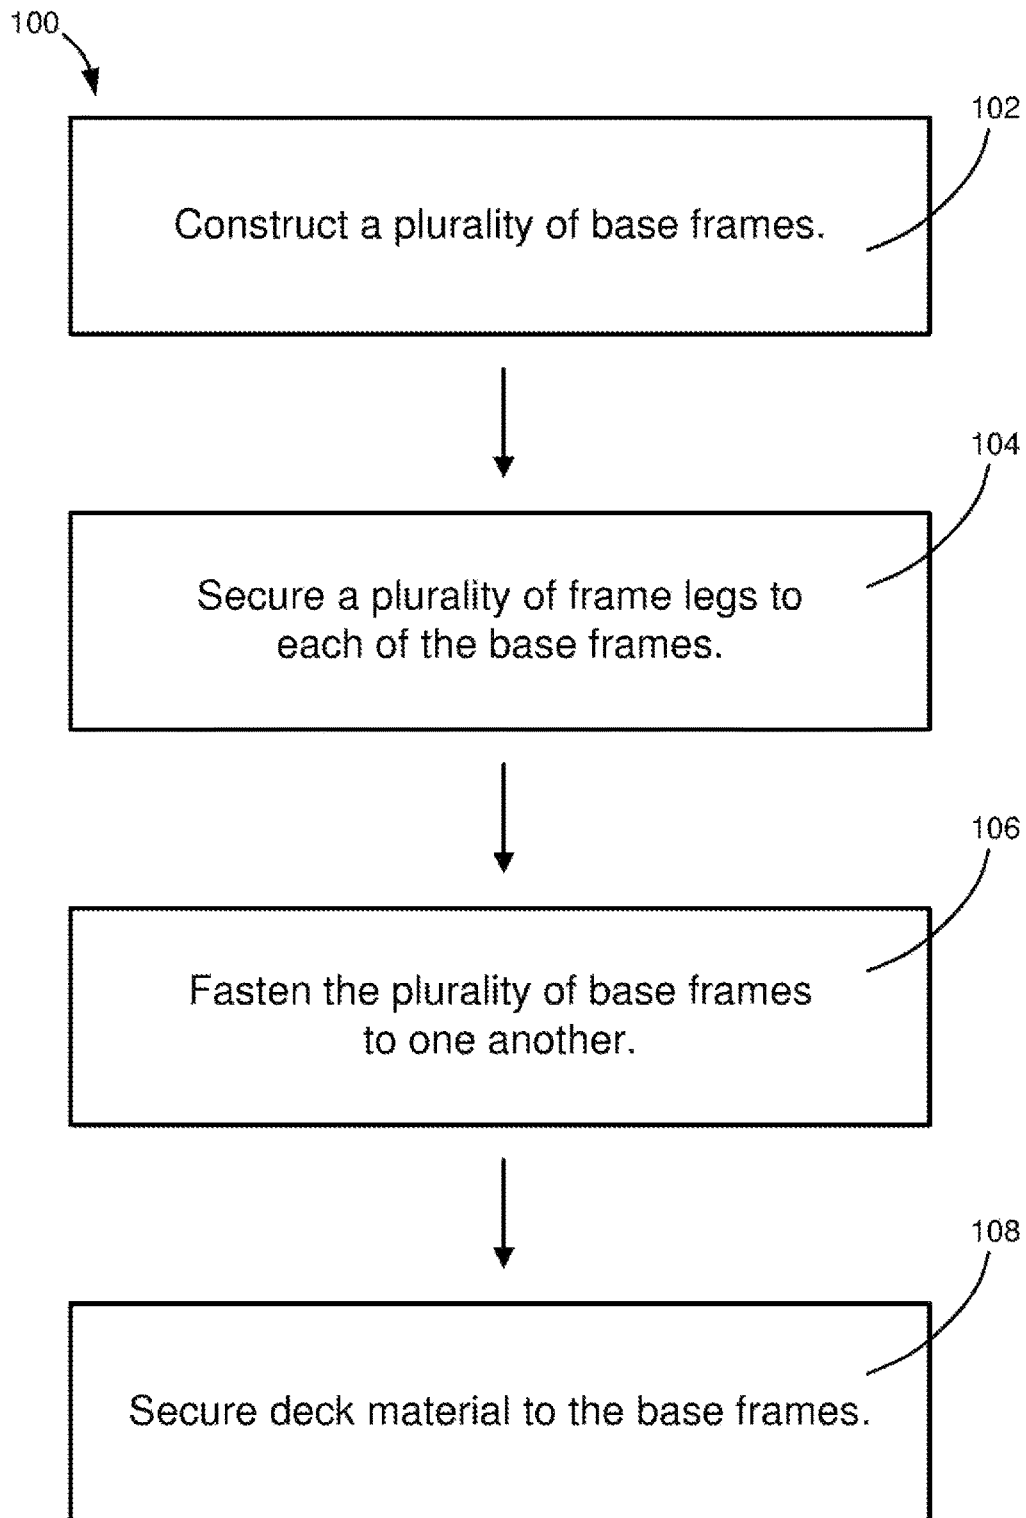 100
102
Construct a plurality of base frames.
104
Secure a plurality of frame legs to
each of the base frames.
106
Fasten the plurality of base frames
to one another.
108
Secure deck material to the base frames.